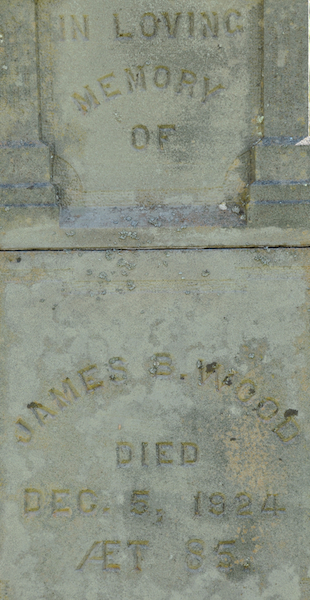 IN LOVING
MEMORY
OF
JAMES B. WOOD
DIED
DEC. 5, 1924
ÆT 65